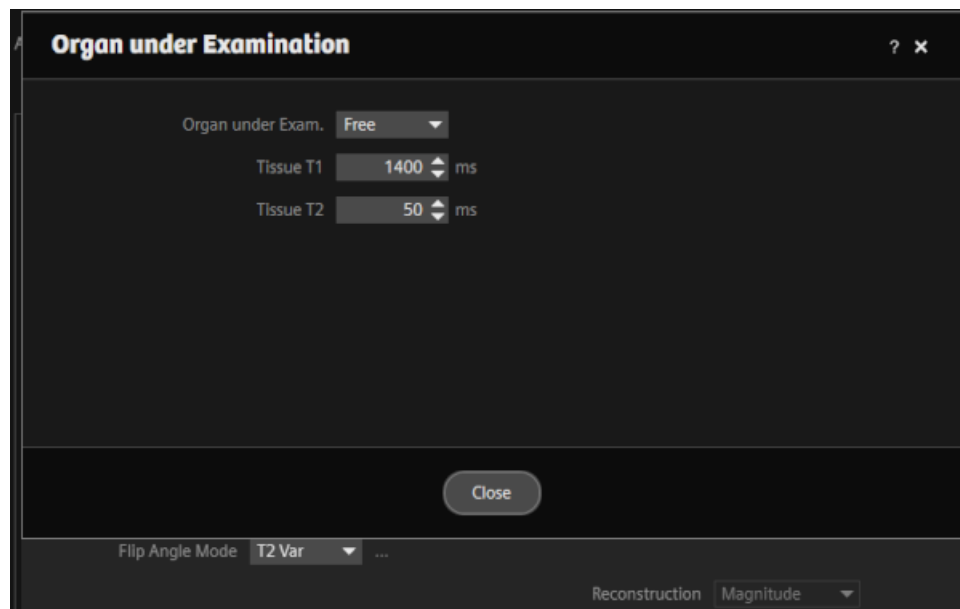 Organ under Examination ? ×
Organ under Exam. Free
Tissue T1 1400 ms
Tissue T2 50 ms
Close
Flip Angle Mode T2 Var ...
Reconstruction Magnitude